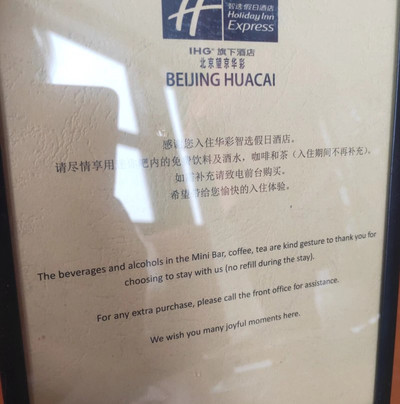 智选假日酒店
Holiday Inn
Express
IHG® 旗下酒店
北京望京华彩
BEIJING HUACAI
感谢您入住华彩智选假日酒店。
请尽情享用 吧内的免费饮料及酒水，咖啡和茶（入住期间不再补充）。
如 补充请致电前台购买。
希望带给您愉快的入住体验。
The beverages and alcohols in the Mini Bar, coffee, tea are kind gesture to thank you for
choosing to stay with us (no refill during the stay).
For any extra purchase, please call the front office for assistance.
We wish you many joyful moments here.